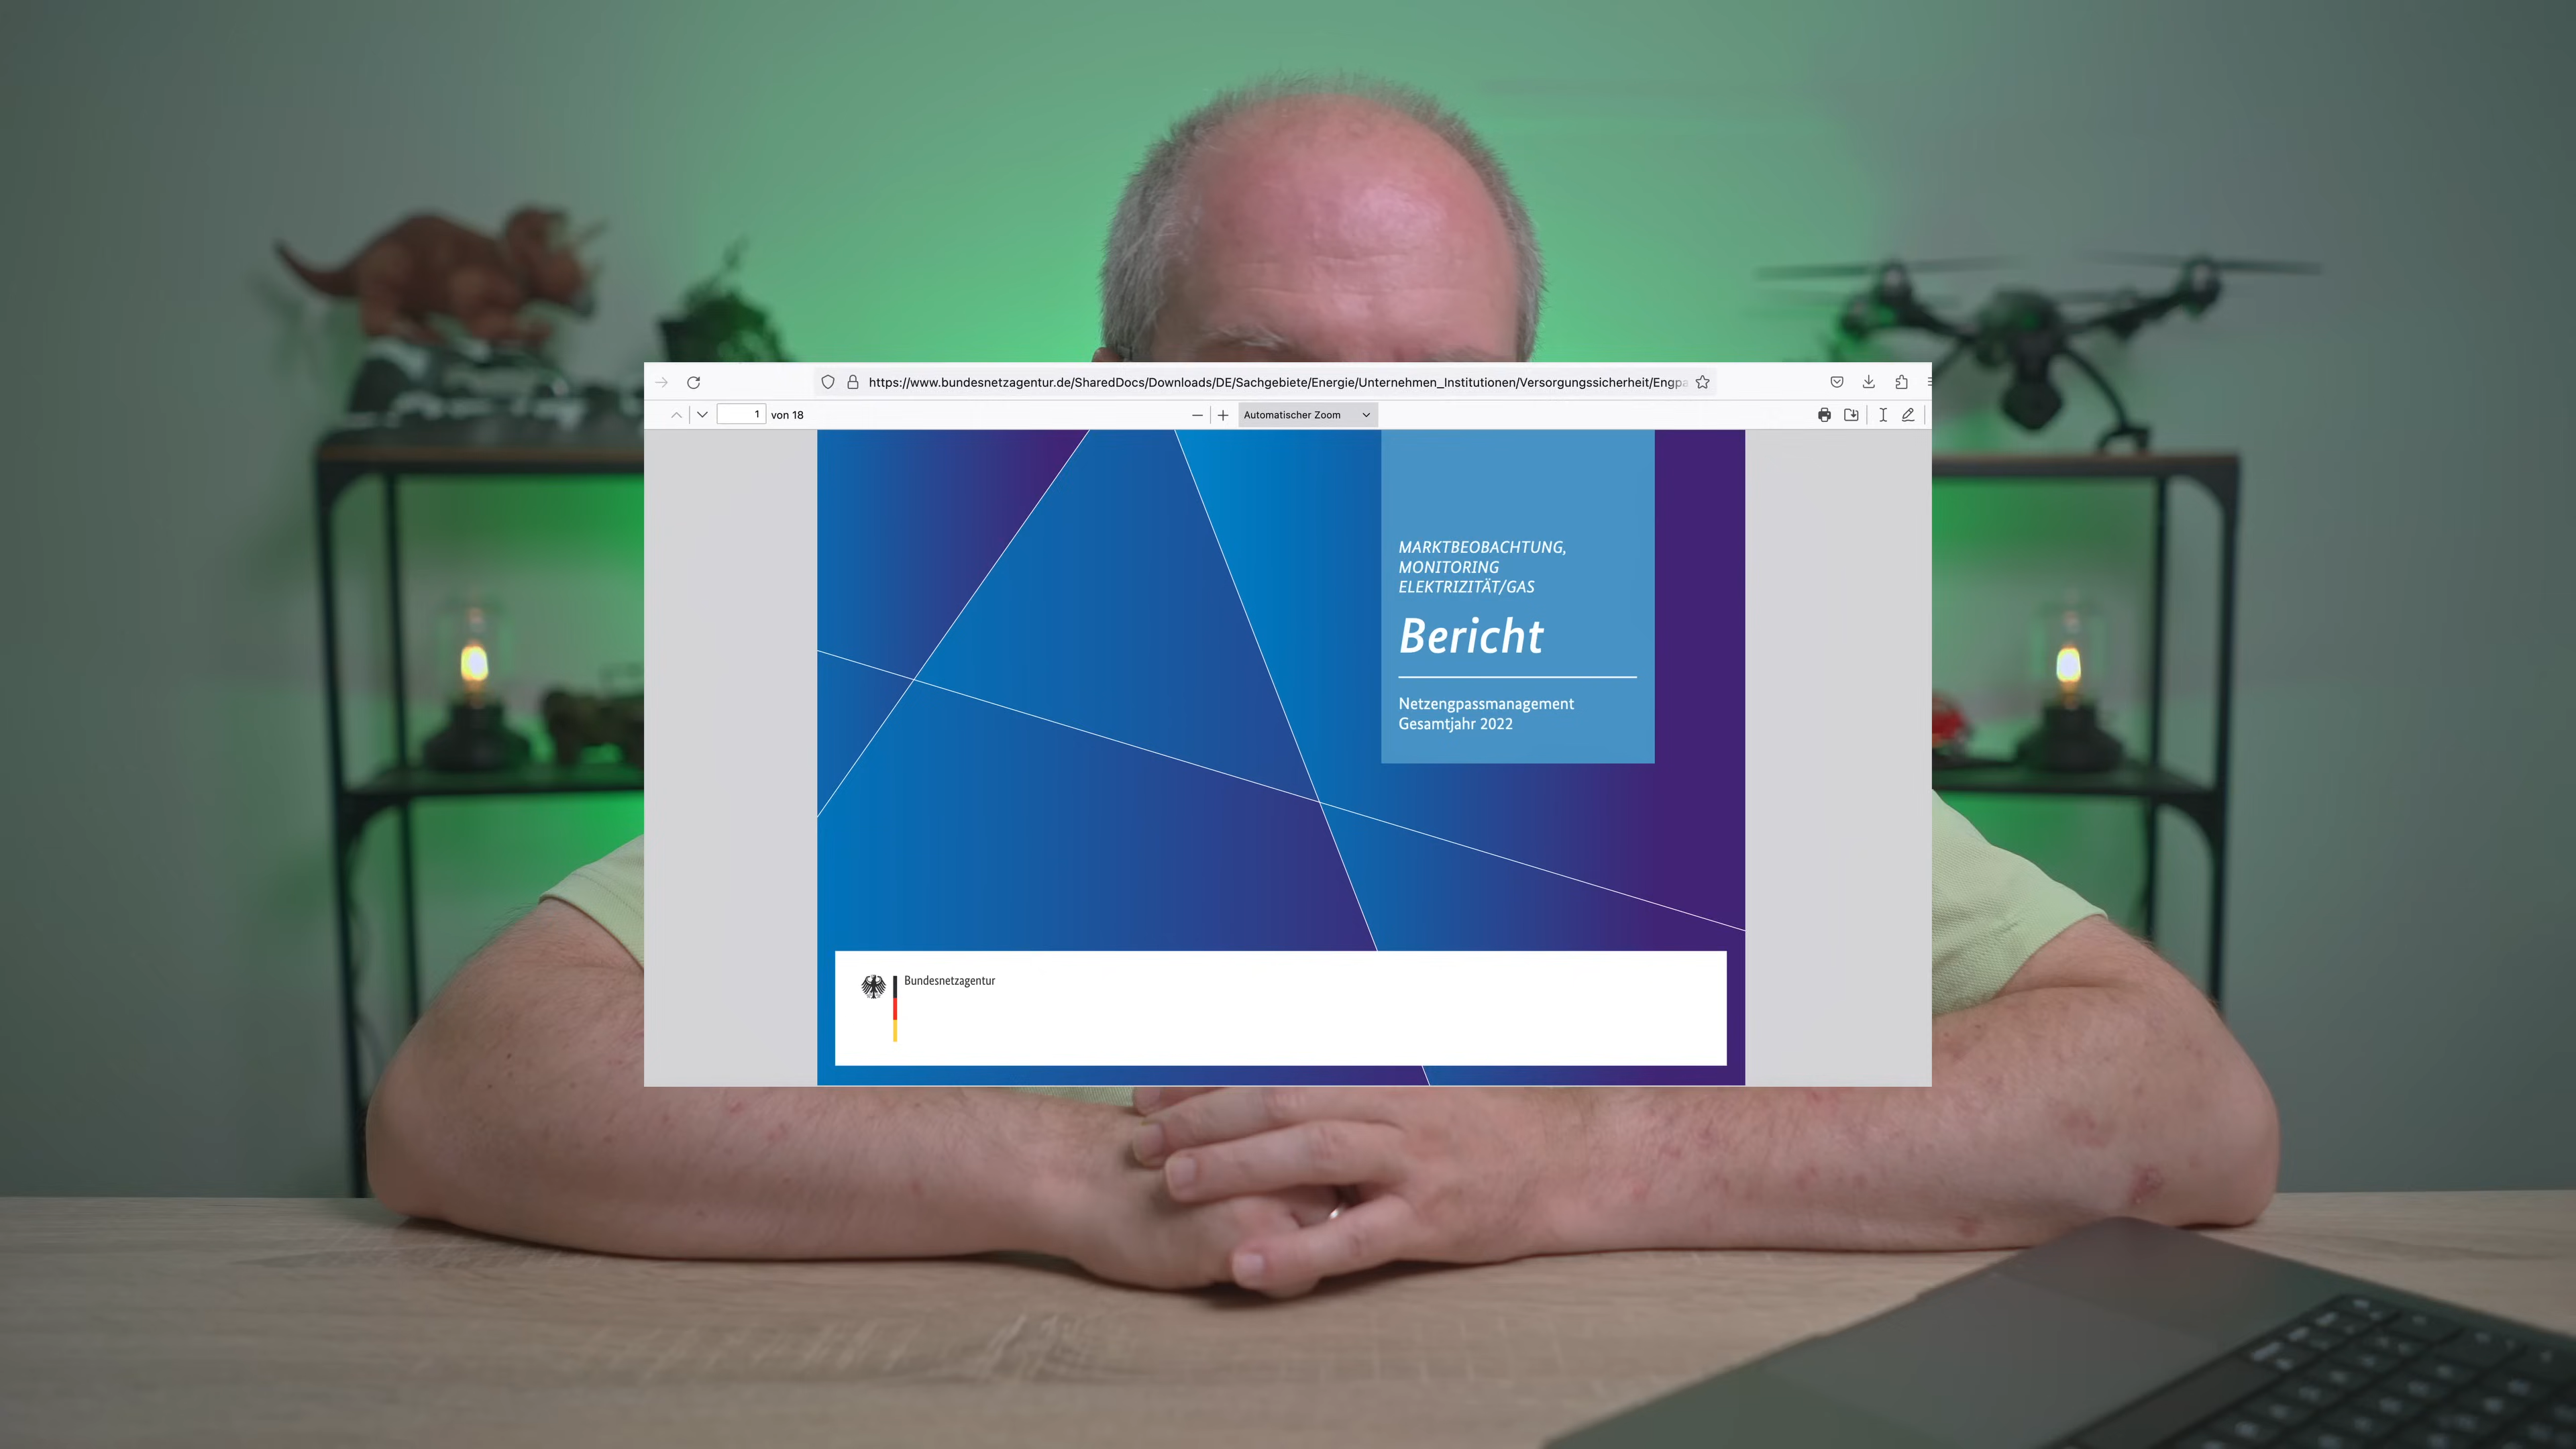 https://www.bundesnetzagentur.de/SharedDocs/Downloads/DE/Sachgebiete/Energie/Unternehmen_Institutionen/Versorgungssicherheit/Engpa
1 von 18
Automatischer Zoom
MARKTBEOBACHTUNG,
MONITORING
ELEKTRIZITÄT/GAS
Bericht
Netzengpassmanagement
Gesamtjahr 2022
Bundesnetzagentur